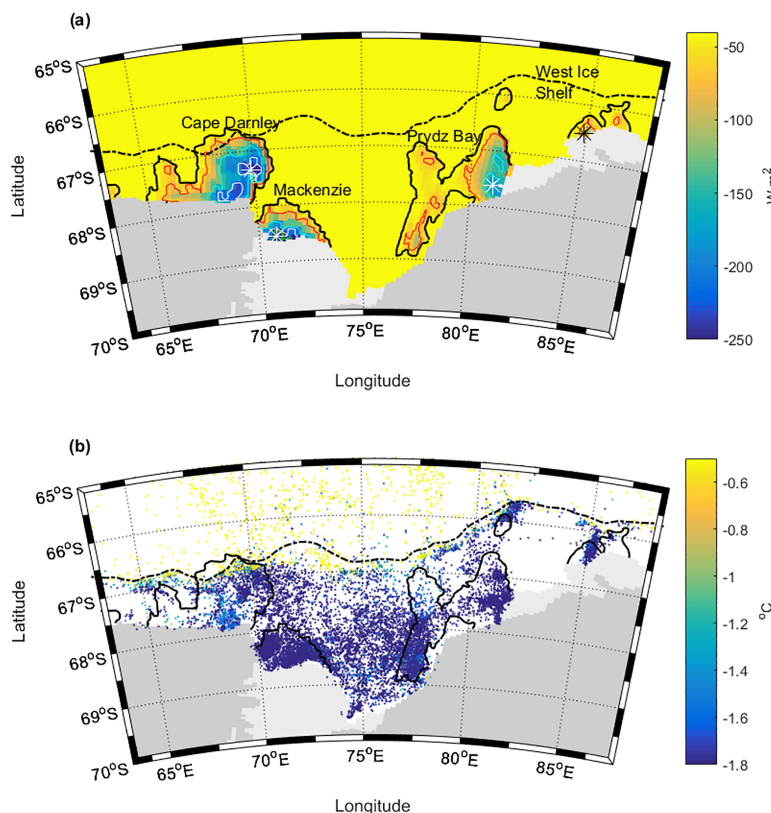 (a)
65°S
66°S
67°S
68°S
69°S
70°S
65°E
70°E
75°E
80°E
85°E
Latitude
Longitude
Cape Darnley
Mackenzie
Prydz Bay
West Ice
Shelf
-50
-100
-150
-200
-250
W m²
(b)
65°S
66°S
67°S
68°S
69°S
70°S
65°E
70°E
75°E
80°E
85°E
Latitude
Longitude
-0.6
-0.8
-1
-1.2
-1.4
-1.6
-1.8
°C